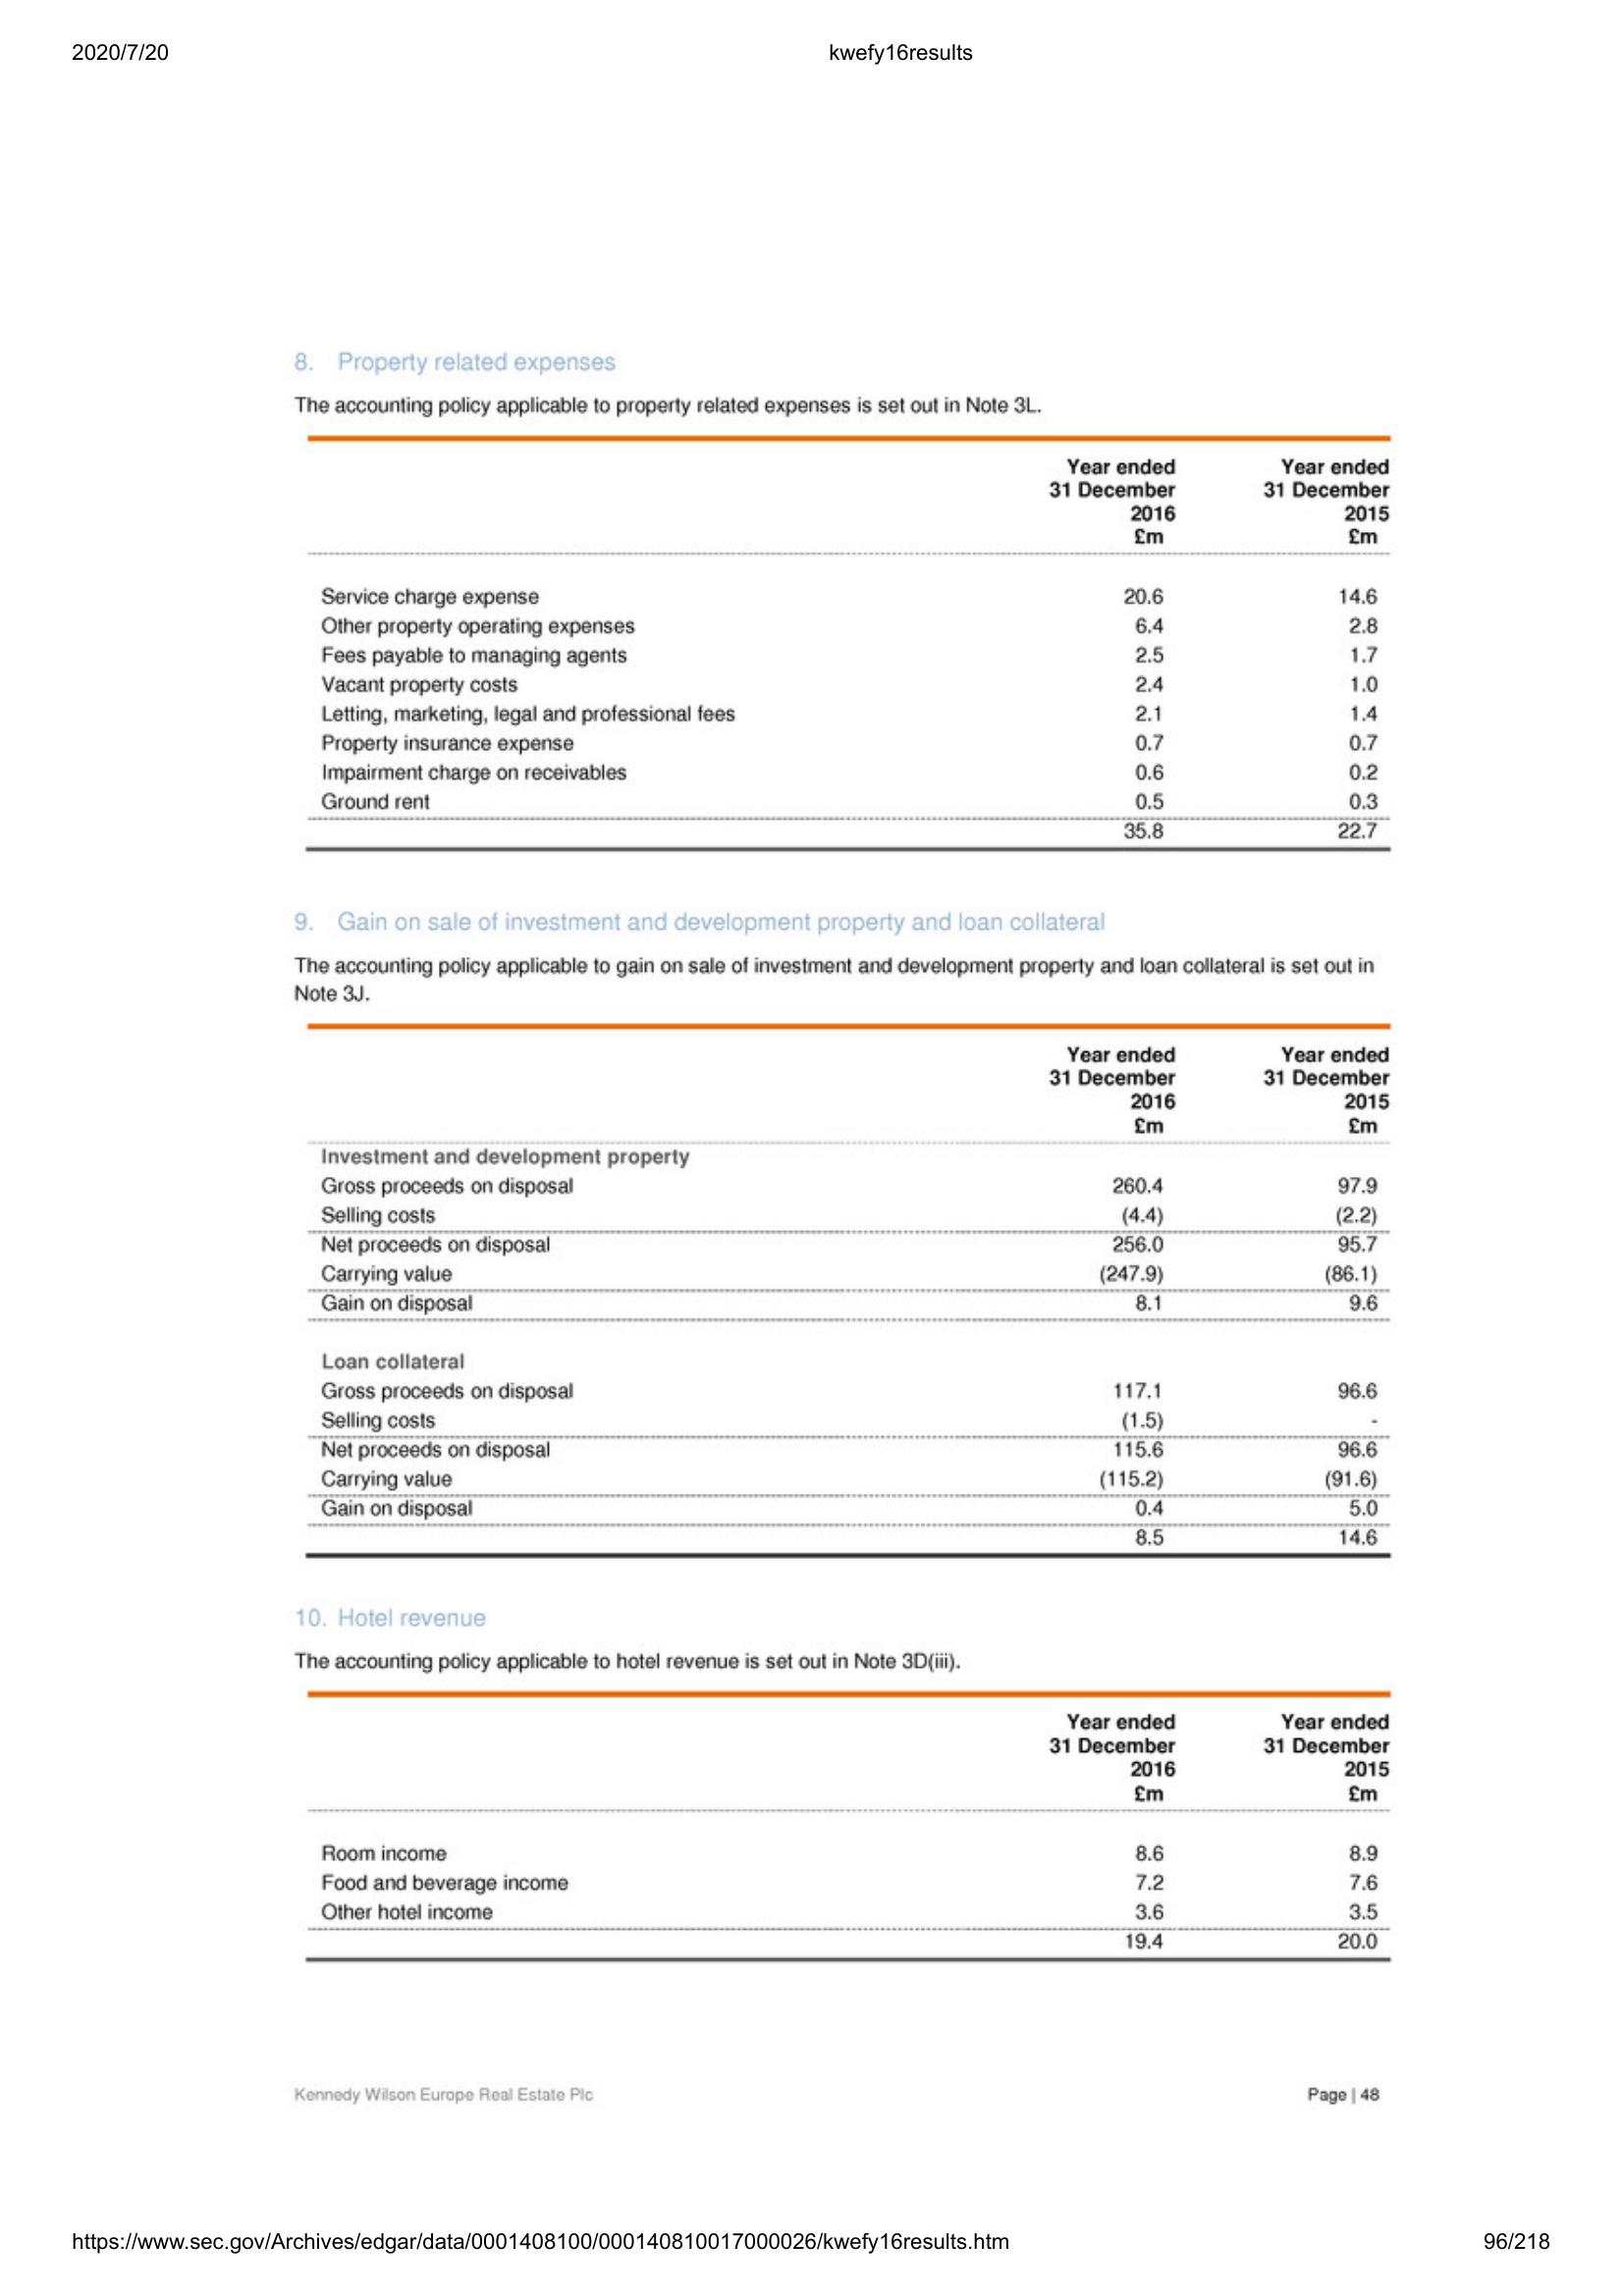 2020/7/20 kwefy16results
8. Property related expenses
The accounting policy applicable to property related expenses is set out in Note 3L.
Year ended Year ended
31 December 31 December
2016 2015
£m £m
Service charge expense 20.6 14.6
Other property operating expenses 6.4 2.8
Fees payable to managing agents 2.5 1.7
Vacant property costs 2.4 1.0
Letting, marketing, legal and professional fees 2.1 1.4
Property insurance expense 0.7 0.7
Impairment charge on receivables 0.6 0.2
Ground rent 0.5 0.3
35.8 22.7
9. Gain on sale of investment and development property and loan collateral
The accounting policy applicable to gain on sale of investment and development property and loan collateral is set out in
Note 3J.
Year ended Year ended
31 December 31 December
2016 2015
£m £m
Investment and development property
Gross proceeds on disposal 260.4 97.9
Selling costs (4.4) (2.2)
Net proceeds on disposal 256.0 95.7
Carrying value (247.9) (86.1)
Gain on disposal 8.1 9.6
Loan collateral
Gross proceeds on disposal 117.1 96.6
Selling costs (1.5) -
Net proceeds on disposal 115.6 96.6
Carrying value (115.2) (91.6)
Gain on disposal 0.4 5.0
8.5 14.6
10. Hotel revenue
The accounting policy applicable to hotel revenue is set out in Note 3D(iii).
Year ended Year ended
31 December 31 December
2016 2015
£m £m
Room income 8.6 8.9
Food and beverage income 7.2 7.6
Other hotel income 3.6 3.5
19.4 20.0
Kennedy Wilson Europe Real Estate Plc Page | 48
https://www.sec.gov/Archives/edgar/data/0001408100/000140810017000026/kwefy16results.htm 96/218